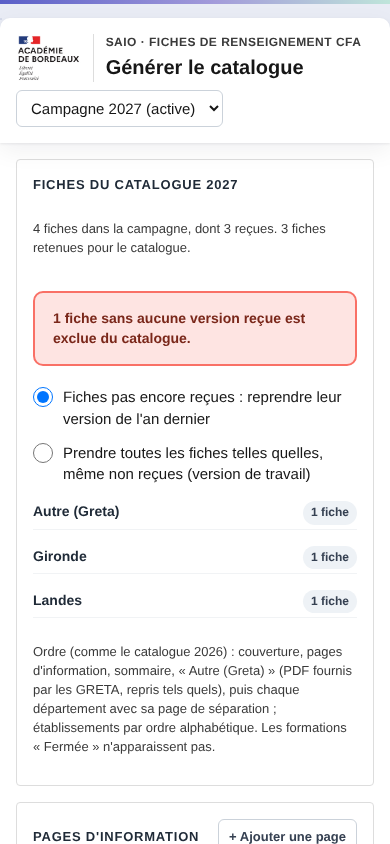 ACADÉMIE
DE BORDEAUX
Liberté
Égalité
Fraternité
SAIO · FICHES DE RENSEIGNEMENT CFA
Générer le catalogue
Campagne 2027 (active)
FICHES DU CATALOGUE 2027
4 fiches dans la campagne, dont 3 reçues. 3 fiches
retenues pour le catalogue.
1 fiche sans aucune version reçue est
exclue du catalogue.
Fiches pas encore reçues : reprendre leur
version de l'an dernier
Prendre toutes les fiches telles quelles,
même non reçues (version de travail)
Autre (Greta)
1 fiche
Gironde
1 fiche
Landes
1 fiche
Ordre (comme le catalogue 2026) : couverture, pages
d'information, sommaire, « Autre (Greta) » (PDF fournis
par les GRETA, repris tels quels), puis chaque
département avec sa page de séparation ;
établissements par ordre alphabétique. Les formations
« Fermée » n'apparaissent pas.
PAGES D'INFORMATION
+ Ajouter une page